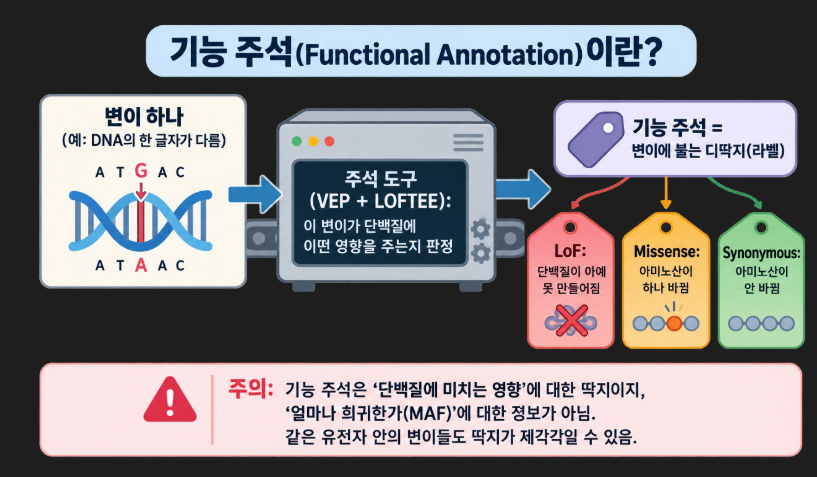 기능 주석(Functional Annotation)이란?
변이 하나
(예: DNA의 한 글자가 다름)
A T G A C
A T A A C
주석 도구
(VEP + LOFTEE):
이 변이가 단백질에
어떤 영향을 주는지 판정
기능 주석 =
변이에 붙는 디딱지(라벨)
LoF:
단백질이 아예
못 만들어짐
Missense:
아미노산이
하나 바뀜
Synonymous:
아미노산이
안 바뀜
주의: 기능 주석은 ‘단백질에 미치는 영향’에 대한 딱지이지,
‘얼마나 희귀한가(MAF)’에 대한 정보가 아님.
같은 유전자 안의 변이들도 딱지가 제각각일 수 있음.